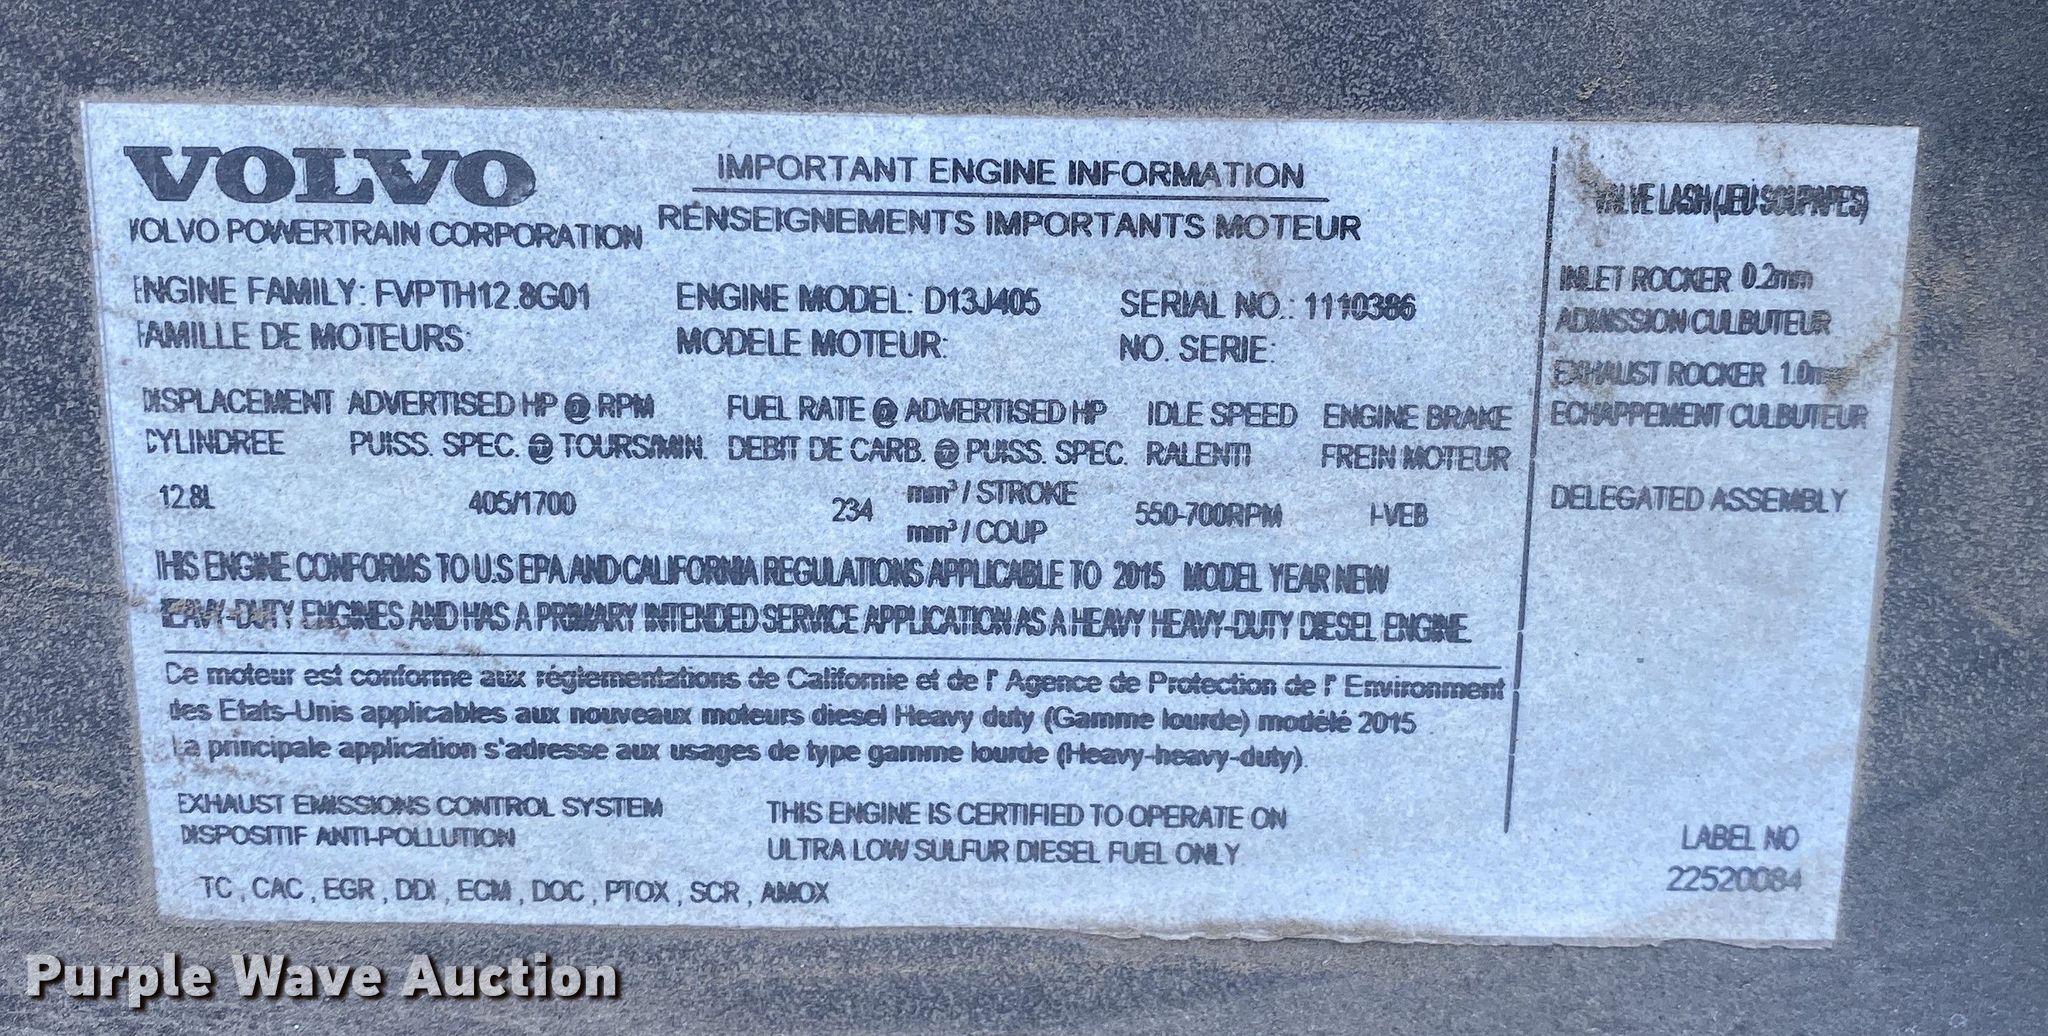 VOLVO
VOLVO POWERTRAIN CORPORATION
IMPORTANT ENGINE INFORMATION
RENSEIGNEMENTS IMPORTANTS MOTEUR
ENGINE FAMILY: FVPTH12.8G01 ENGINE MODEL: D13J405 SERIAL NO.: 1110386
FAMILLE DE MOTEURS: MODELE MOTEUR: NO. SERIE:
DISPLACEMENT ADVERTISED HP @ RPM FUEL RATE @ ADVERTISED HP IDLE SPEED ENGINE BRAKE
CYLINDREE PUISS. SPEC. @ TOURS/MIN. DEBIT DE CARB. @ PUISS. SPEC. RALENTI FREIN MOTEUR
12.8L 405/1700 234 mm³ / STROKE 550-700RPM I-VEB
mm³ / COUP
THIS ENGINE CONFORMS TO U.S EPA AND CALIFORNIA REGULATIONS APPLICABLE TO 2015 MODEL YEAR NEW
HEAVY-DUTY ENGINES AND HAS A PRIMARY INTENDED SERVICE APPLICATION AS A HEAVY HEAVY-DUTY DIESEL ENGINE.
Ce moteur est conforme aux réglementations de Californie et de l' Agence de Protection de l' Environment
des Etats-Unis applicables aux nouveaux moteurs diesel Heavy duty (Gamme lourde) modélé 2015 .
La principale application s'adresse aux usages de type gamme lourde (Heavy-heavy-duty).
EXHAUST EMISSIONS CONTROL SYSTEM
DISPOSITIF ANTI-POLLUTION
TC , CAC , EGR , DDI , ECM , DOC , PTOX , SCR , AMOX
THIS ENGINE IS CERTIFIED TO OPERATE ON
ULTRA LOW SULFUR DIESEL FUEL ONLY
VALVE LASH (JEU SOUPAPES)
INLET ROCKER 0.2mm
ADMISSION CULBUTEUR
EXHAUST ROCKER 1.0mm
ECHAPPEMENT CULBUTEUR
DELEGATED ASSEMBLY
LABEL NO
22520084
Purple Wave Auction